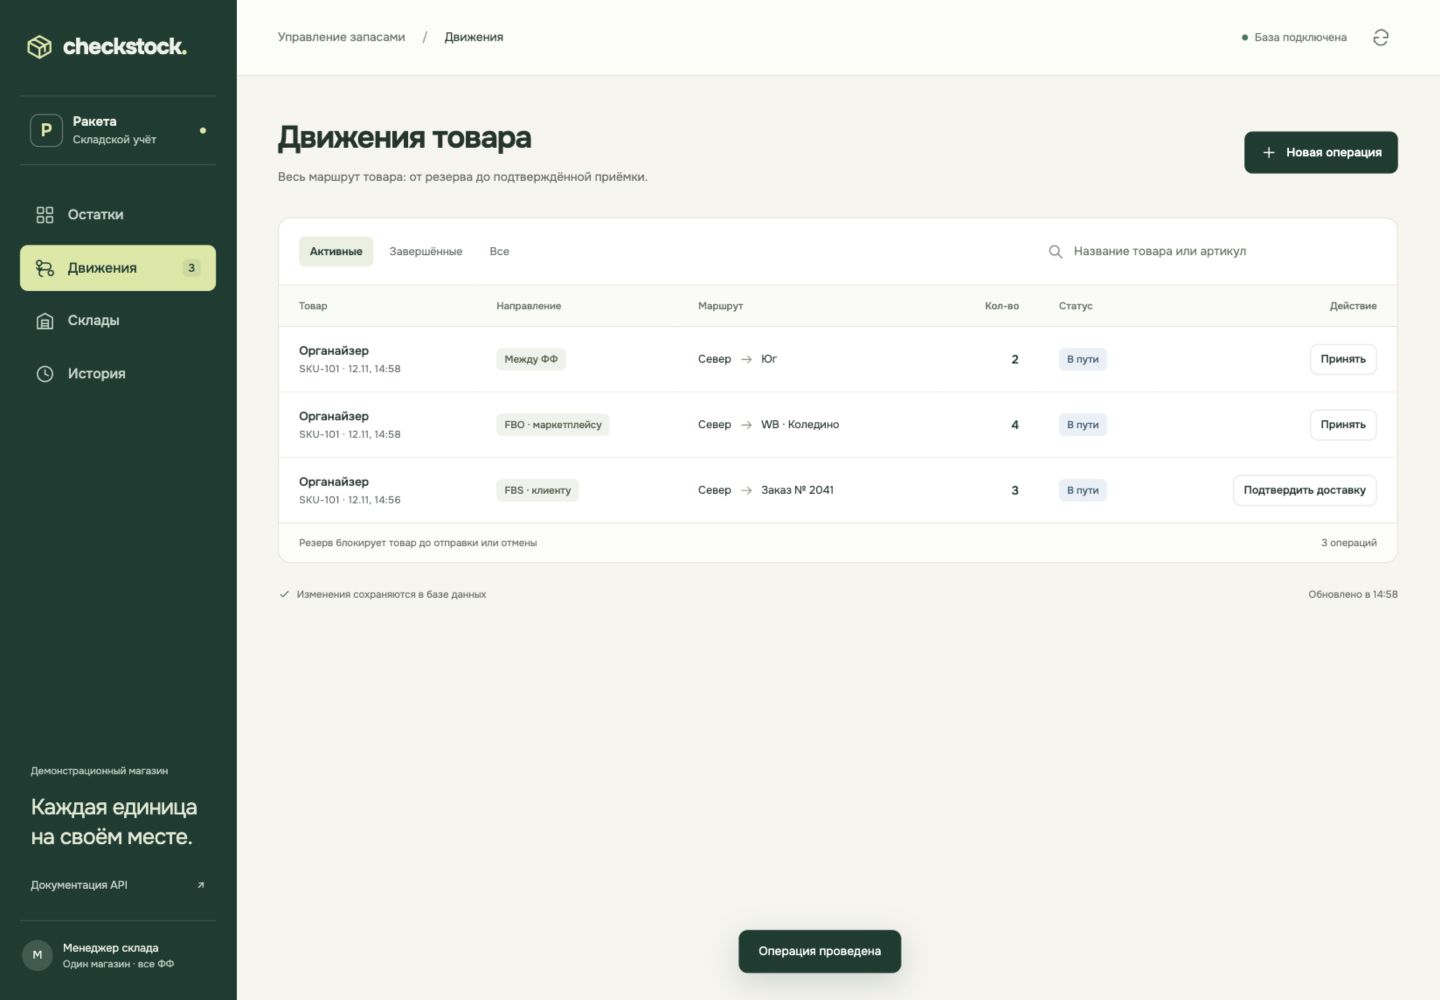 checkstock.
Р
Ракета
Складской учёт
Остатки
Движения 3
Склады
История
Демонстрационный магазин
Каждая единица
на своём месте.
Документация API
М
Менеджер склада
Один магазин · все ФФ
Управление запасами / Движения
База подключена
Движения товара
Весь маршрут товара: от резерва до подтверждённой приёмки.
Новая операция
Активные Завершённые Все
Название товара или артикул
Товар Направление Маршрут Кол-во Статус Действие
Органайзер
SKU-101 · 12.11, 14:58
Между ФФ
Север → Юг
2
В пути
Принять
Органайзер
SKU-101 · 12.11, 14:58
FBO · маркетплейсу
Север → WB · Коледино
4
В пути
Принять
Органайзер
SKU-101 · 12.11, 14:56
FBS · клиенту
Север → Заказ № 2041
3
В пути
Подтвердить доставку
Резерв блокирует товар до отправки или отмены
3 операций
Изменения сохраняются в базе данных
Обновлено в 14:58
Операция проведена